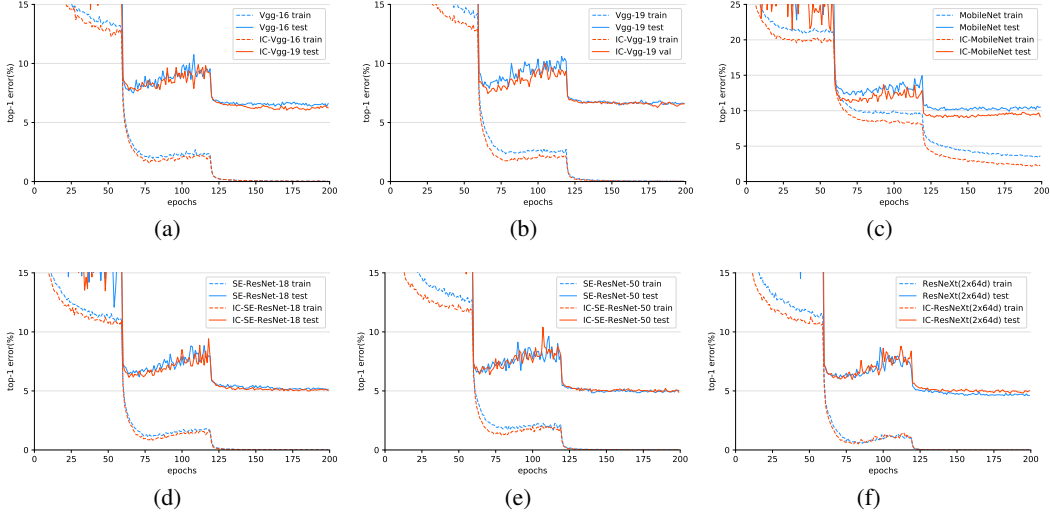 15
10
5
0
top-1 error(%)
0 25 50 75 100 125 150 175 200
epochs
Vgg-16 train
Vgg-16 test
IC-Vgg-16 train
IC-Vgg-16 test
(a)
15
10
5
0
top-1 error(%)
0 25 50 75 100 125 150 175 200
epochs
Vgg-19 train
Vgg-19 test
IC-Vgg-19 train
IC-Vgg-19 val
(b)
25
20
15
10
5
0
top-1 error(%)
0 25 50 75 100 125 150 175 200
epochs
MobileNet train
MobileNet test
IC-MobileNet train
IC-MobileNet test
(c)
15
10
5
0
top-1 error(%)
0 25 50 75 100 125 150 175 200
epochs
SE-ResNet-18 train
SE-ResNet-18 test
IC-SE-ResNet-18 train
IC-SE-ResNet-18 test
(d)
15
10
5
0
top-1 error(%)
0 25 50 75 100 125 150 175 200
epochs
SE-ResNet-50 train
SE-ResNet-50 test
IC-SE-ResNet-50 train
IC-SE-ResNet-50 test
(e)
15
10
5
0
top-1 error(%)
0 25 50 75 100 125 150 175 200
epochs
ResNeXt(2x64d) train
ResNeXt(2x64d) test
IC-ResNeXt(2x64d) train
IC-ResNeXt(2x64d) test
(f)